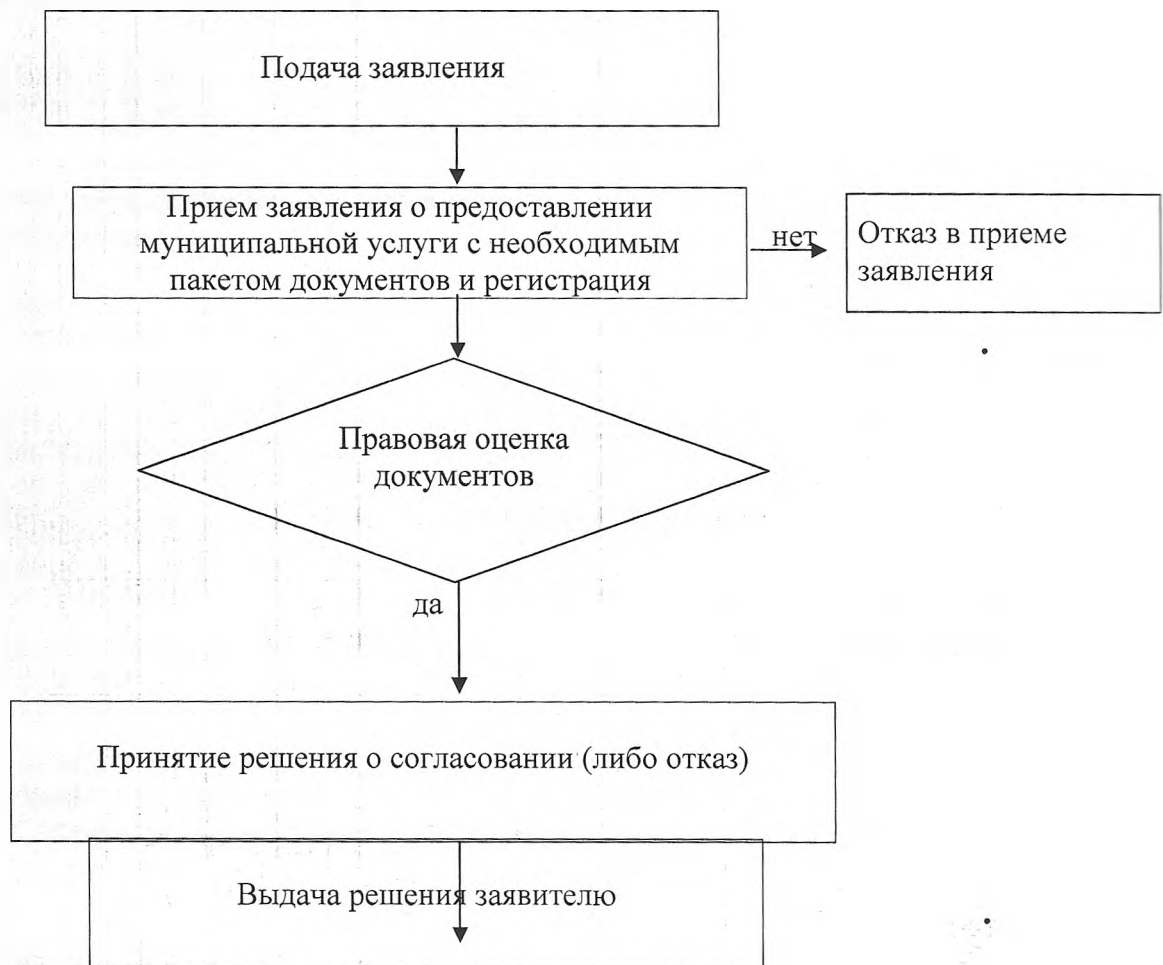 Подача заявления
Прием заявления о предоставлении
муниципальной услуги с необходимым
пакетом документов и регистрация
нет
Отказ в приеме
заявления
Правовая оценка
документов
да
Принятие решения о согласовании (либо отказ)
Выдача решения заявителю